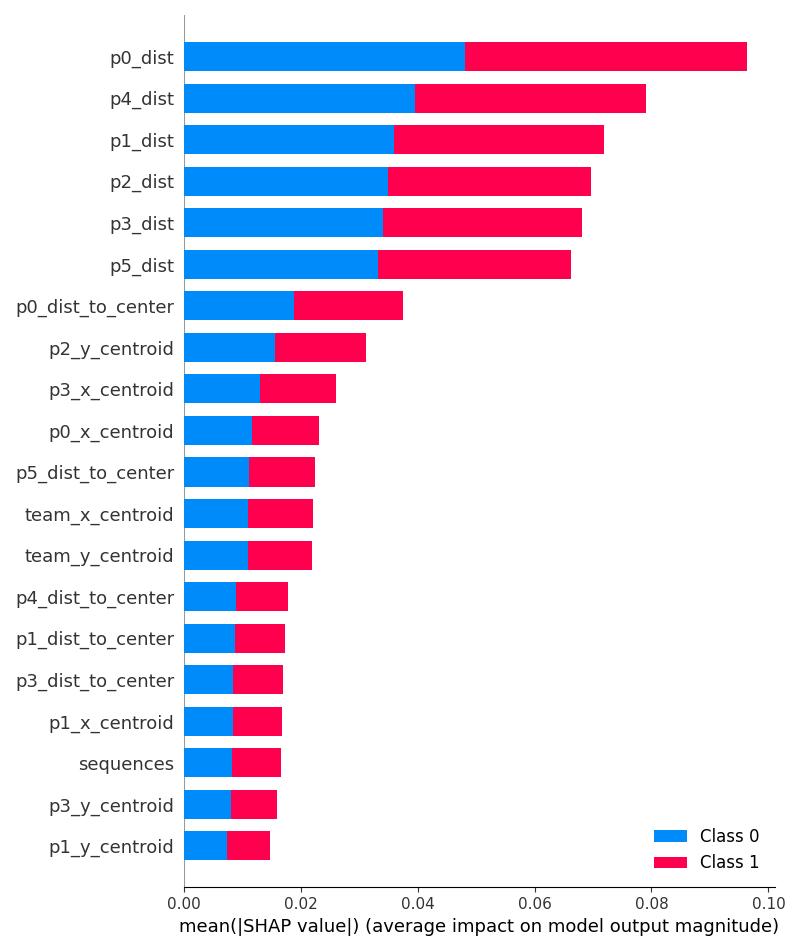 p0_dist
p4_dist
p1_dist
p2_dist
p3_dist
p5_dist
p0_dist_to_center
p2_y_centroid
p3_x_centroid
p0_x_centroid
p5_dist_to_center
team_x_centroid
team_y_centroid
p4_dist_to_center
p1_dist_to_center
p3_dist_to_center
p1_x_centroid
sequences
p3_y_centroid
p1_y_centroid
Class 0
Class 1
0.00 0.02 0.04 0.06 0.08 0.10
mean(|SHAP value|) (average impact on model output magnitude)